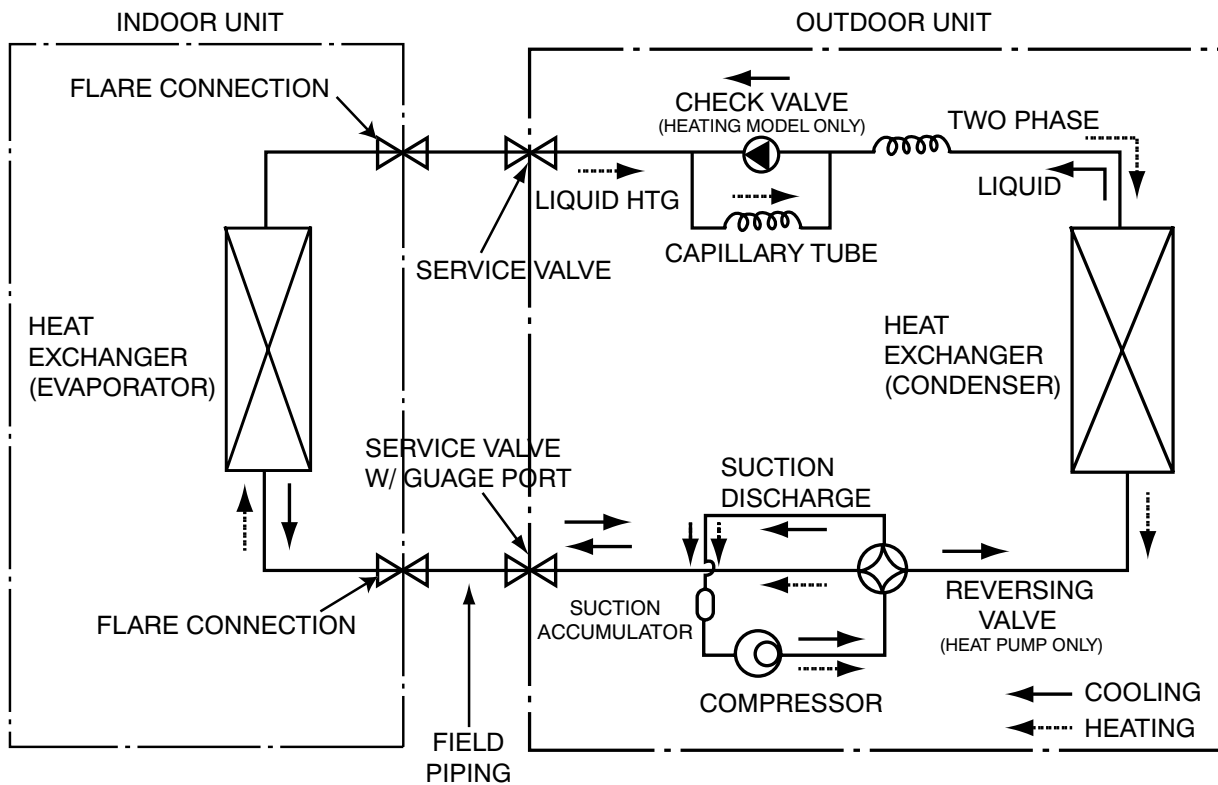 INDOOR UNIT
OUTDOOR UNIT
FLARE CONNECTION
CHECK VALVE
(HEATING MODEL ONLY)
TWO PHASE
LIQUID HTG
LIQUID
SERVICE VALVE
CAPILLARY TUBE
HEAT
EXCHANGER
(EVAPORATOR)
HEAT
EXCHANGER
(CONDENSER)
SERVICE VALVE
W/ GUAGE PORT
SUCTION
DISCHARGE
FLARE CONNECTION
SUCTION
ACCUMULATOR
REVERSING
VALVE
(HEAT PUMP ONLY)
COMPRESSOR
COOLING
HEATING
FIELD
PIPING